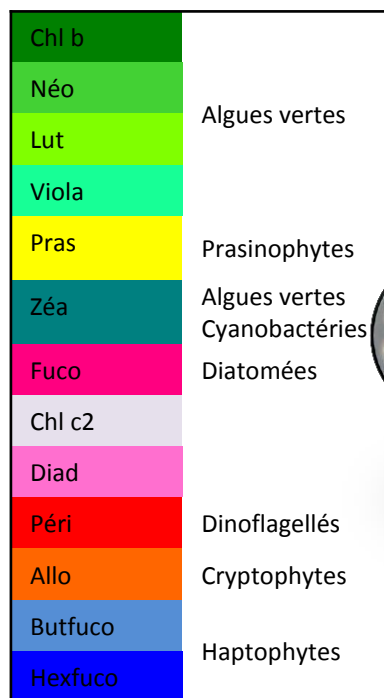 Chl b
Néo
Algues vertes
Lut
Viola
Pras
Prasinophytes
Zéa
Algues vertes
Cyanobactéries
Fuco
Diatomées
Chl c2
Diad
Péri
Dinoflagellés
Allo
Cryptophytes
Butfuco
Haptophytes
Hexfuco